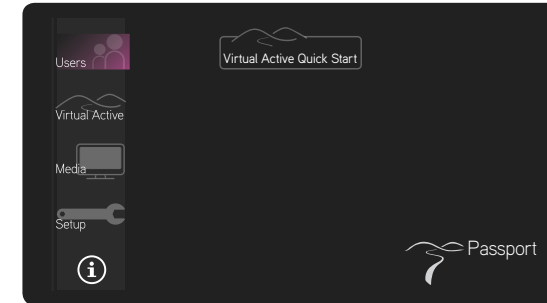 Users
Virtual Active Quick Start
Virtual Active
Media
Setup
i
Passport